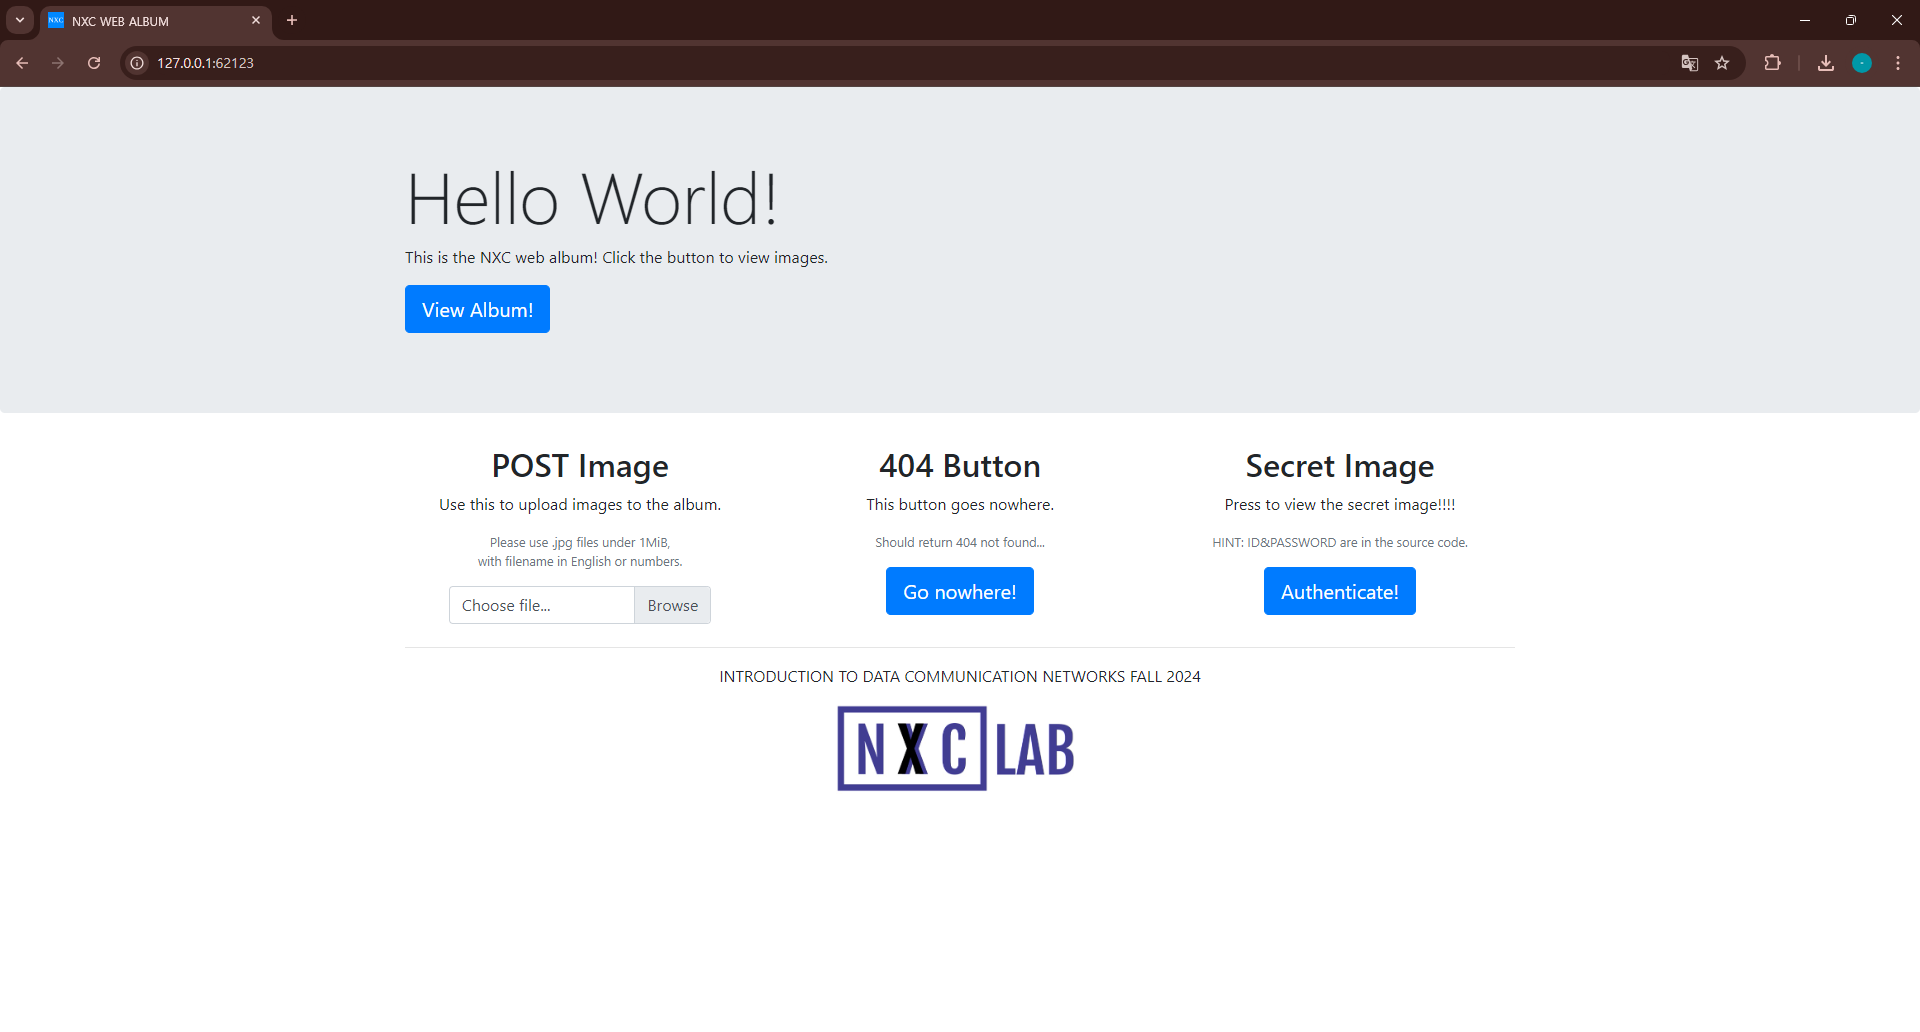 NXC NXC WEB ALBUM
127.0.0.1:62123
Hello World!
This is the NXC web album! Click the button to view images.
View Album!
POST Image
Use this to upload images to the album.
Please use .jpg files under 1MiB,
with filename in English or numbers.
Choose file... Browse
404 Button
This button goes nowhere.
Should return 404 not found...
Go nowhere!
Secret Image
Press to view the secret image!!!!
HINT: ID&PASSWORD are in the source code.
Authenticate!
INTRODUCTION TO DATA COMMUNICATION NETWORKS FALL 2024
NXC LAB